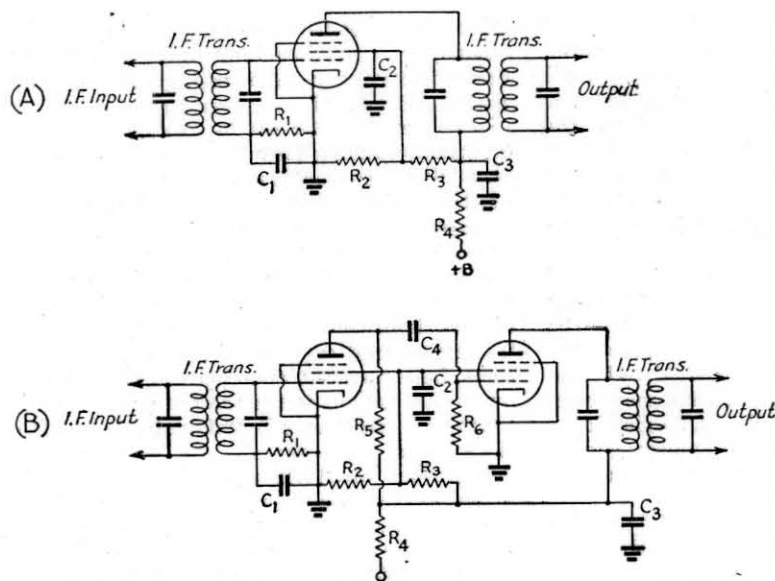 I.F. Trans.
I.F. Trans.
C2
(A)
I.F. Input
Output
R1
C1
R2
R3
C3
R4
+B
C4
I.F. Trans.
I.F. Trans.
C2
(B)
I.F. Input
R5
R6
Output
R1
R2
R3
C1
C3
R4